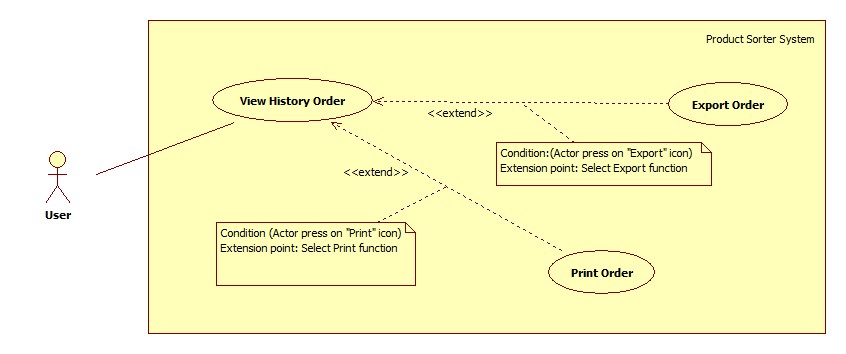 Product Sorter System
View History Order
Export Order
<<extend>>
Condition:(Actor press on "Export" icon)
Extension point: Select Export function
<<extend>>
User
Condition (Actor press on "Print" icon)
Extension point: Select Print function
Print Order